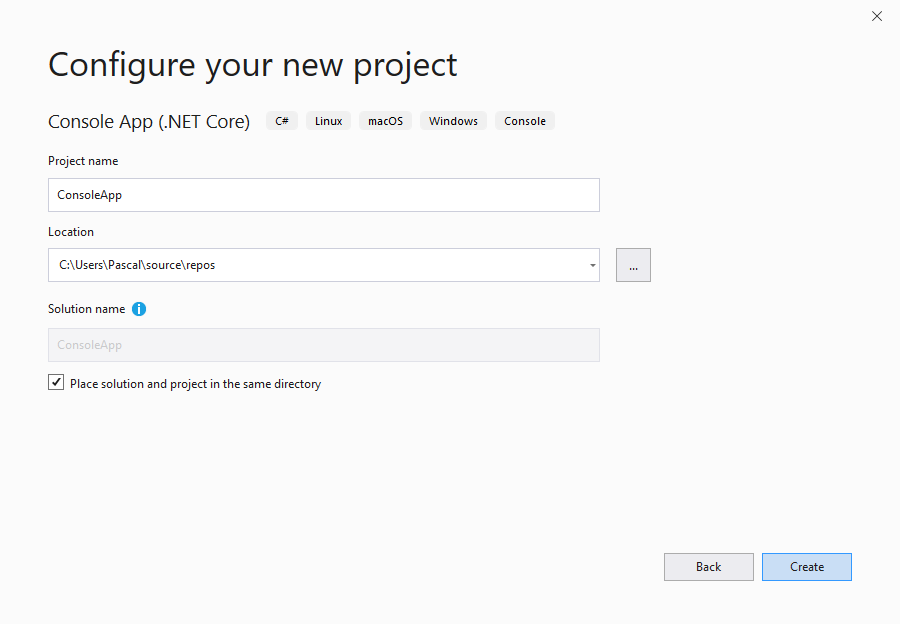 Configure your new project
Console App (.NET Core) C# Linux macOS Windows Console
Project name
ConsoleApp
Location
C:\Users\Pascal\source\repos
...
Solution name
ConsoleApp
Place solution and project in the same directory
Back Create